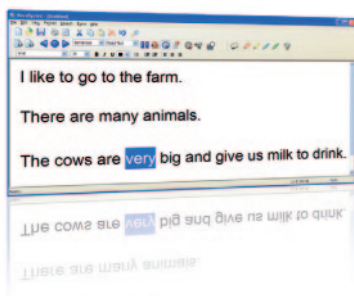 I like to go to the farm.
There are many animals.
The cows are very big and give us milk to drink.